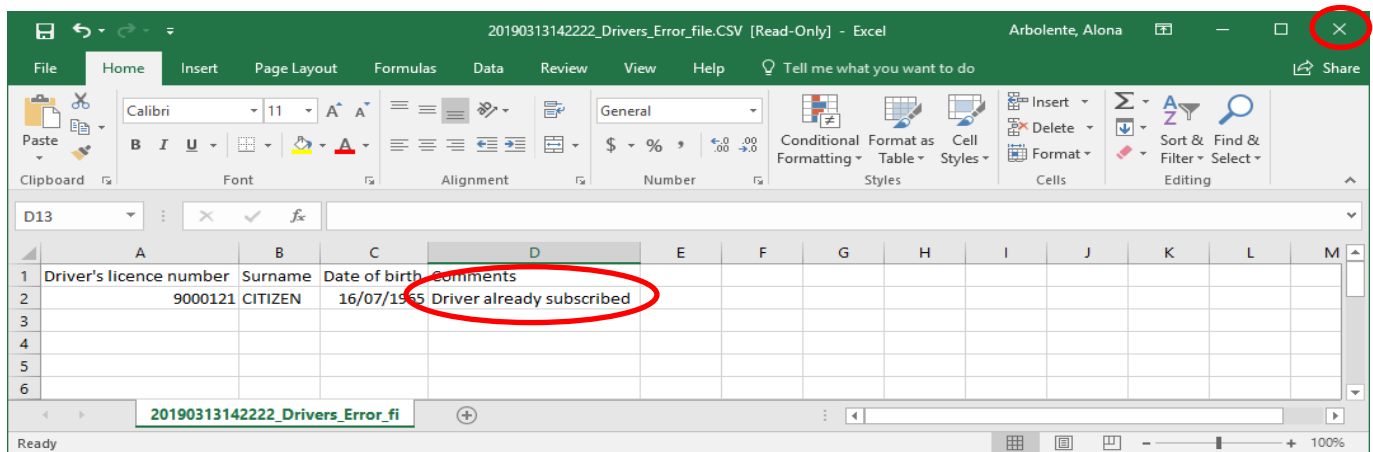 20190313142222_Drivers_Error_file.CSV [Read-Only] - Excel Arbolente, Alona
File Home Insert Page Layout Formulas Data Review View Help Tell me what you want to do Share
Paste
Calibri 11 A A General
B I U A $ % , .0 .00 .00 .0
Conditional Formatting
Format as Table
Cell Styles
Insert
Delete
Format
Sort & Filter
Find & Select
Clipboard Font Alignment Number Styles Cells Editing
D13 fx
A B C D E F G H I J K L M
1 Driver's licence number Surname Date of birth Comments
2 9000121 CITIZEN 16/07/1965 Driver already subscribed
3
4
5
6
20190313142222_Drivers_Error_fi
Ready 100%